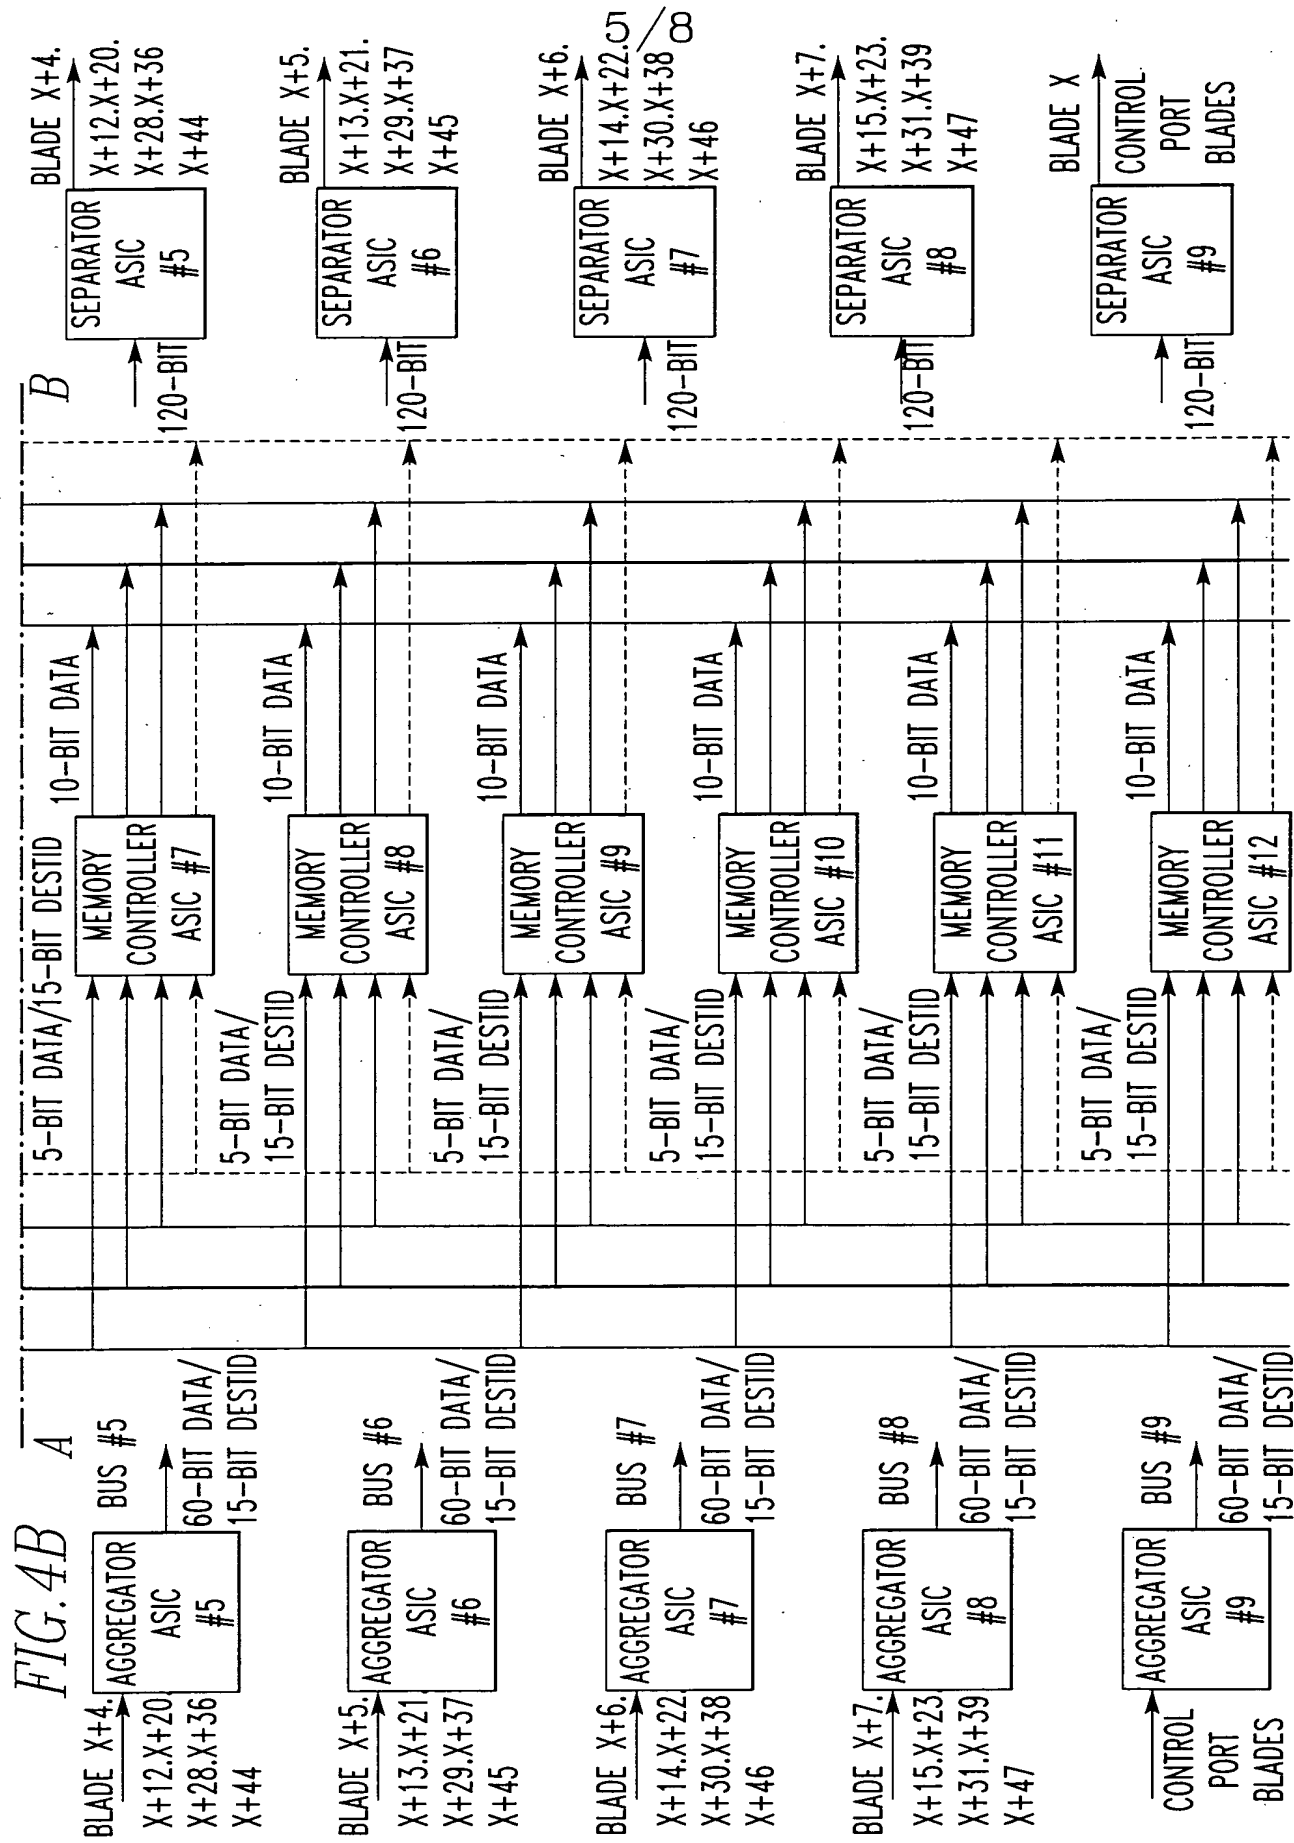 5/8
FIG. 4B
A
B
BLADE X+4.
X+12.X+20.
X+28.X+36
X+44
AGGREGATOR
ASIC
#5
BUS #5
60-BIT DATA/
15-BIT DESTID
BLADE X+5.
X+13.X+21.
X+29.X+37
X+45
AGGREGATOR
ASIC
#6
BUS #6
60-BIT DATA/
15-BIT DESTID
BLADE X+6.
X+14.X+22.
X+30.X+38
X+46
AGGREGATOR
ASIC
#7
BUS #7
60-BIT DATA/
15-BIT DESTID
BLADE X+7.
X+15.X+23.
X+31.X+39
X+47
AGGREGATOR
ASIC
#8
BUS #8
60-BIT DATA/
15-BIT DESTID
CONTROL
PORT
BLADES
AGGREGATOR
ASIC
#9
BUS #9
60-BIT DATA/
15-BIT DESTID
5-BIT DATA/15-BIT DESTID
MEMORY
CONTROLLER
ASIC #7
10-BIT DATA
5-BIT DATA/
15-BIT DESTID
MEMORY
CONTROLLER
ASIC #8
10-BIT DATA
5-BIT DATA/
15-BIT DESTID
MEMORY
CONTROLLER
ASIC #9
10-BIT DATA
5-BIT DATA/
15-BIT DESTID
MEMORY
CONTROLLER
ASIC #10
10-BIT DATA
5-BIT DATA/
15-BIT DESTID
MEMORY
CONTROLLER
ASIC #11
10-BIT DATA
5-BIT DATA/
15-BIT DESTID
MEMORY
CONTROLLER
ASIC #12
10-BIT DATA
120-BIT
SEPARATOR
ASIC
#5
BLADE X+4.
X+12.X+20.
X+28.X+36
X+44
120-BIT
SEPARATOR
ASIC
#6
BLADE X+5.
X+13.X+21.
X+29.X+37
X+45
120-BIT
SEPARATOR
ASIC
#7
BLADE X+6.
X+14.X+22.
X+30.X+38
X+46
120-BIT
SEPARATOR
ASIC
#8
BLADE X+7.
X+15.X+23.
X+31.X+39
X+47
120-BIT
SEPARATOR
ASIC
#9
BLADE X
CONTROL
PORT
BLADES